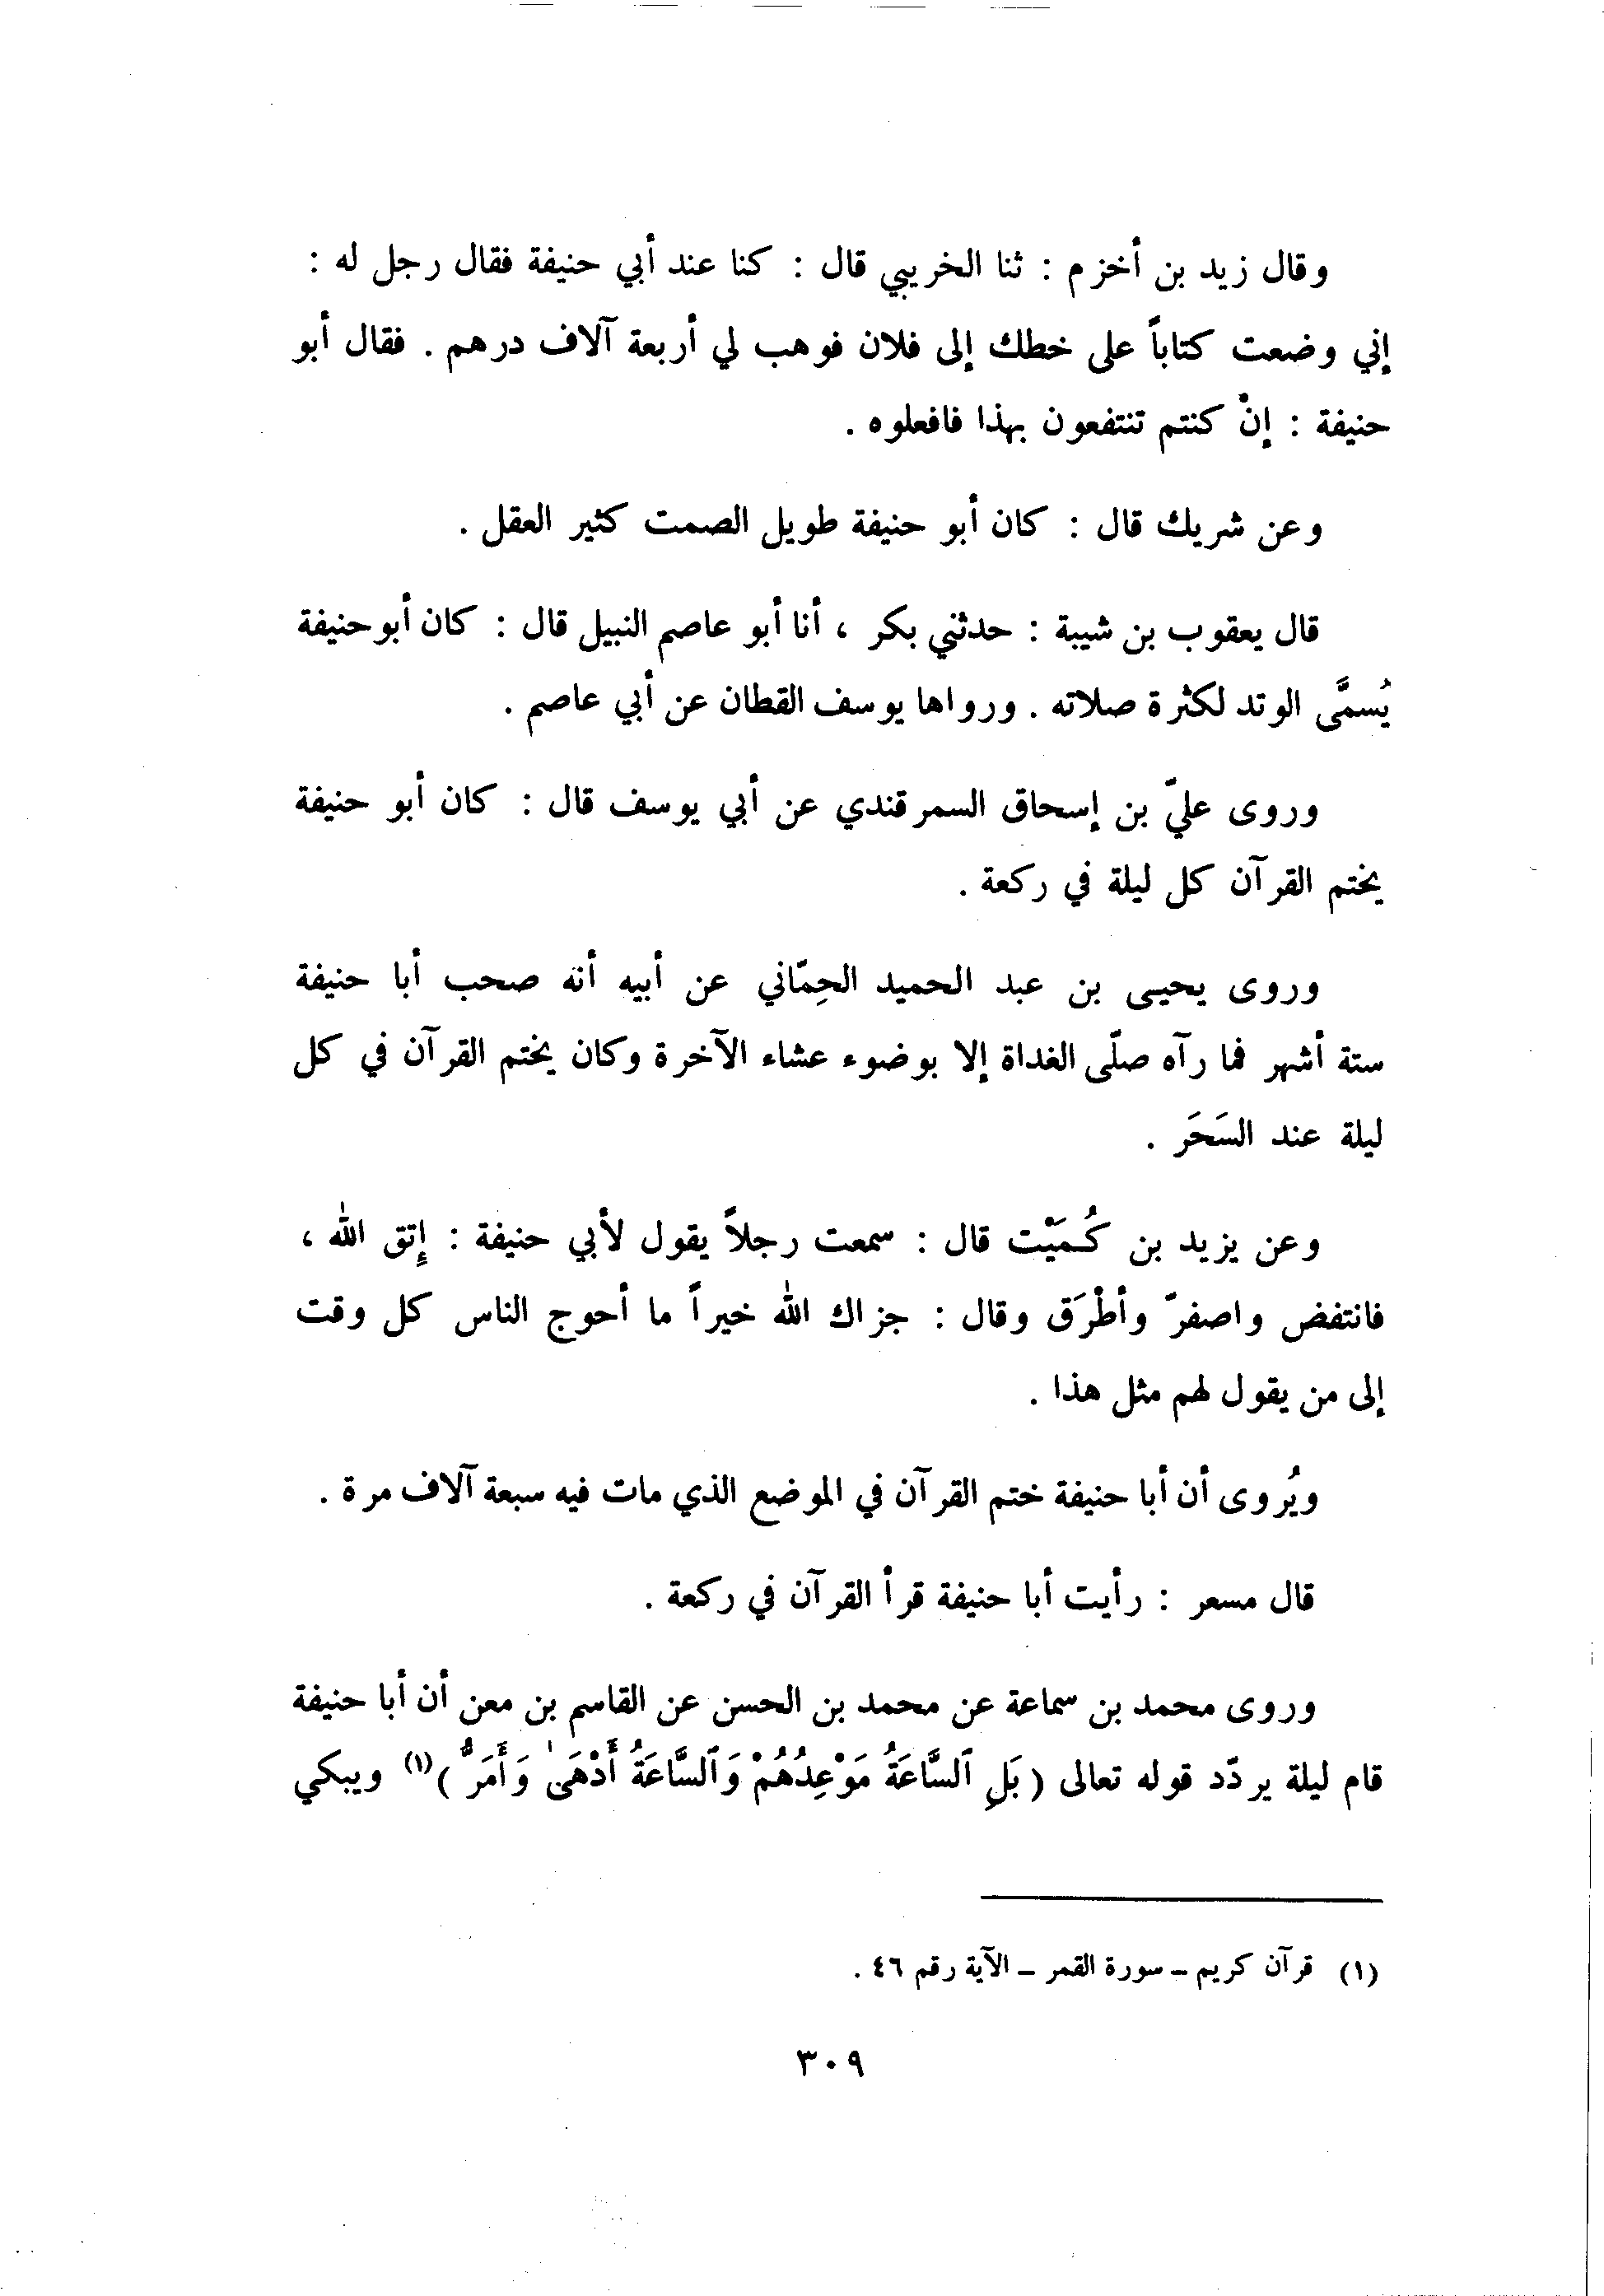 وقال زيد بن أخزم : ثنا الخريبي قال : كنا عند أبي حنيفة فقال رجل له :
إني وضعت كتاباً على خطك إلى فلان فوهب لي أربعة آلاف درهم . فقال أبو
حنيفة : إنْ كنتم تنتفعون بهذا فافعلوه .
وعن شريك قال : كان أبو حنيفة طويل الصمت كثير العقل .
قال يعقوب بن شيبة : حدثني بكر ، أنا أبو عاصم النبيل قال : كان أبو حنيفة
يُسمَّى الوتد لكثرة صلاته . ورواها يوسف القطان عن أبي عاصم .
وروى عليّ بن إسحاق السمرقندي عن أبي يوسف قال : كان أبو حنيفة
يختم القرآن كل ليلة في ركعة .
وروى يحيى بن عبد الحميد الحِمّاني عن أبيه أنه صحب أبا حنيفة
ستة أشهر فما رآه صلّى الغداة إلا بوضوء عشاء الآخرة وكان يختم القرآن في كل
ليلة عند السَحَر .
وعن يزيد بن كُمَيْت قال : سمعت رجلاً يقول لأبي حنيفة : إِتق الله ،
فانتفض واصفرّ وأطْرَق وقال : جزاك الله خيراً ما أحوج الناس كل وقت
إلى من يقول لهم مثل هذا .
ويُروى أن أبا حنيفة ختم القرآن في الموضع الذي مات فيه سبعة آلاف مرة .
قال مسعر : رأيت أبا حنيفة قرأ القرآن في ركعة .
وروى محمد بن سماعة عن محمد بن الحسن عن القاسم بن معن أن أبا حنيفة
قام ليلة يردّد قوله تعالى ( بَلِ ٱلسَّاعَةُ مَوْعِدُهُمْ وَٱلسَّاعَةُ أَدْهَىٰ وَأَمَرُّ )(١) ويبكي
(١) قرآن كريم - سورة القمر - الآية رقم ٤٦ .
٣٠٩